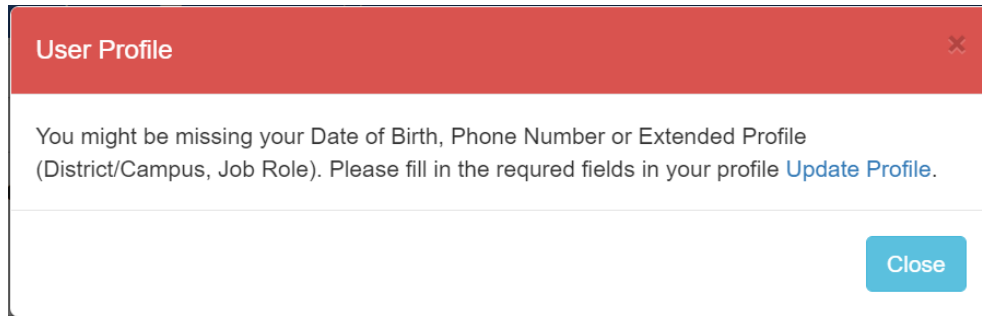 User Profile
×
You might be missing your Date of Birth, Phone Number or Extended Profile
(District/Campus, Job Role). Please fill in the requred fields in your profile Update Profile.
Close